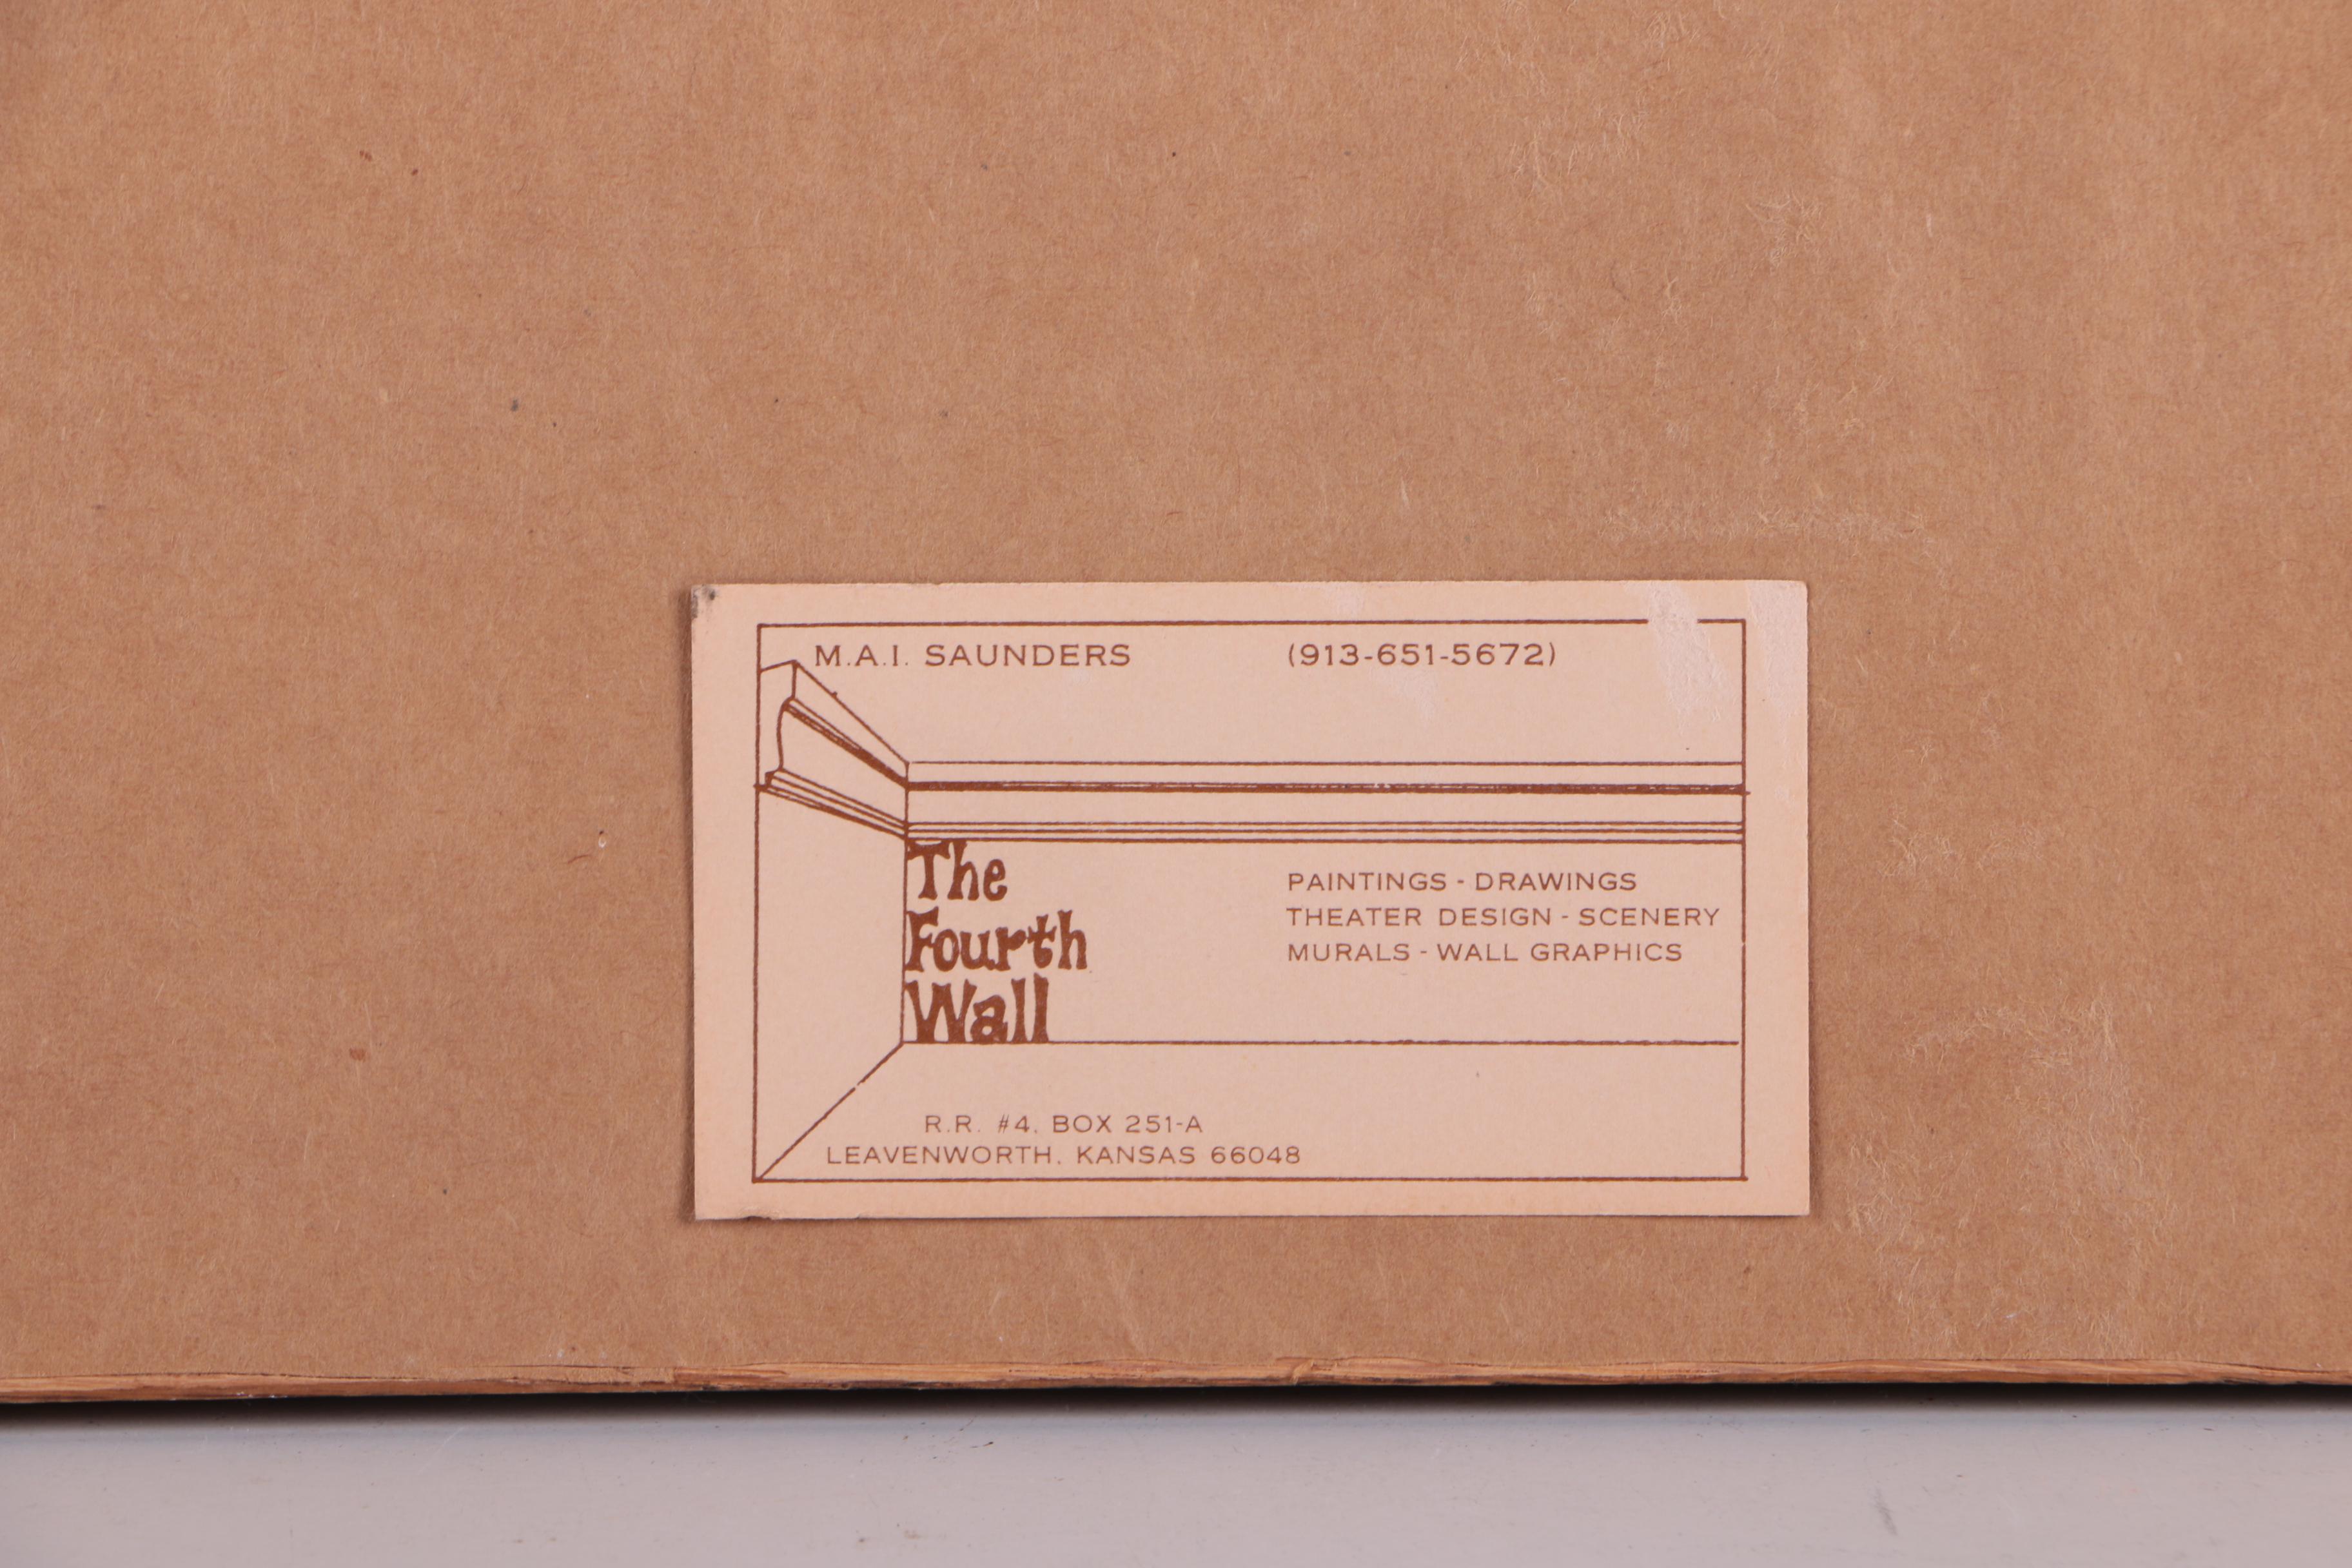 M.A.I. SAUNDERS (913-651-5672)
The
Fourth
Wall
PAINTINGS - DRAWINGS
THEATER DESIGN - SCENERY
MURALS - WALL GRAPHICS
R.R. #4, BOX 251-A
LEAVENWORTH, KANSAS 66048